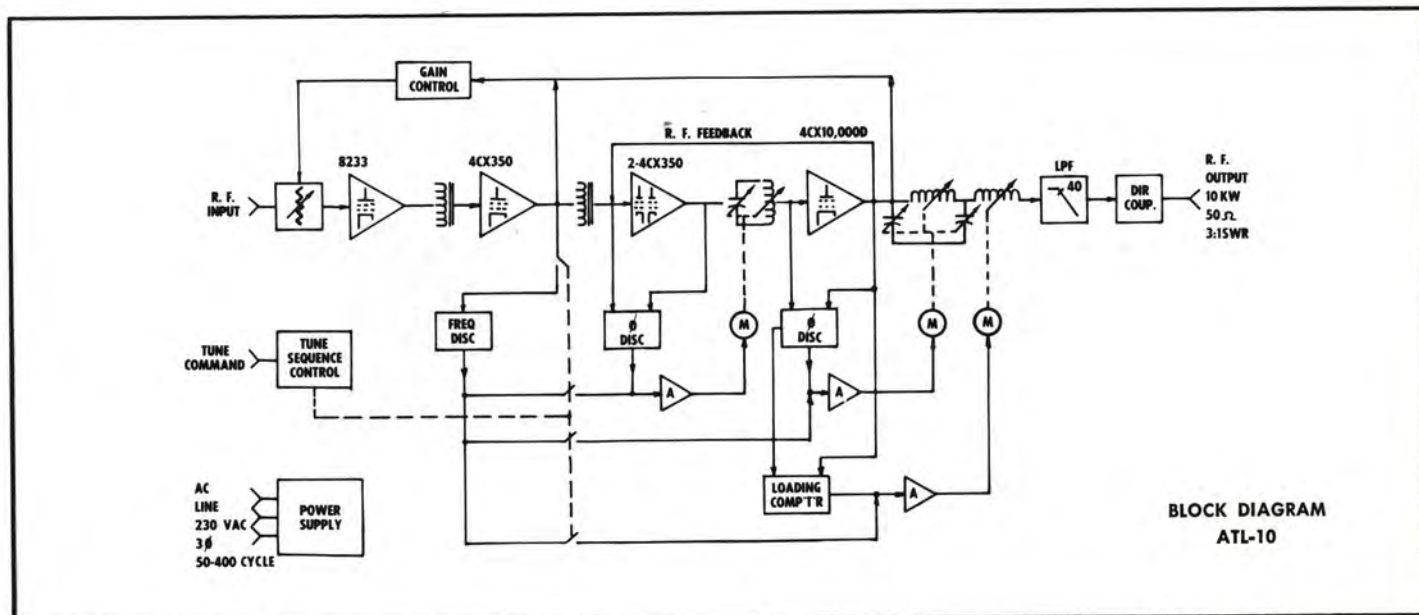 GAIN
CONTROL
R. F. FEEDBACK
4CX10,000D
8233
4CX350
2-4CX350
LPF
R. F.
OUTPUT
10 KW
50 Ω
3:1SWR
R. F.
INPUT
40
DIR
COUP.
FREQ
DISC
Ø
DISC
M
Ø
DISC
M
M
TUNE
COMMAND
TUNE
SEQUENCE
CONTROL
A
A
LOADING
COMP'T'R
A
AC
LINE
230 VAC
3Ø
50-400 CYCLE
POWER
SUPPLY
BLOCK DIAGRAM
ATL-10